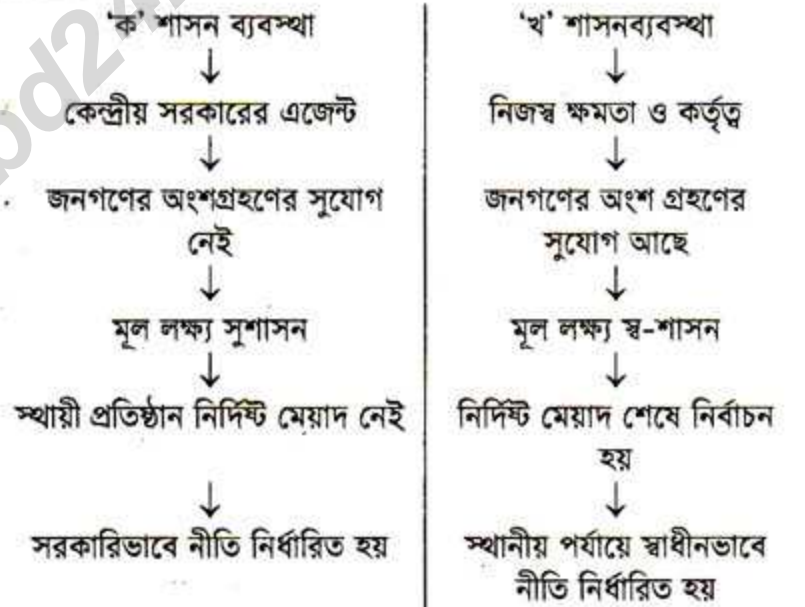 ‘ক’ শাসন ব্যবস্থা
কেন্দ্রীয় সরকারের এজেন্ট
জনগণের অংশগ্রহণের সুযোগ
নেই
মূল লক্ষ্য সুশাসন
স্থায়ী প্রতিষ্ঠান নির্দিষ্ট মেয়াদ নেই
সরকারিভাবে নীতি নির্ধারিত হয়
‘খ’ শাসনব্যবস্থা
নিজস্ব ক্ষমতা ও কর্তৃত্ব
জনগণের অংশ গ্রহণের
সুযোগ আছে
মূল লক্ষ্য স্ব-শাসন
নির্দিষ্ট মেয়াদ শেষে নির্বাচন
হয়
স্থানীয় পর্যায়ে স্বাধীনভাবে
নীতি নির্ধারিত হয়